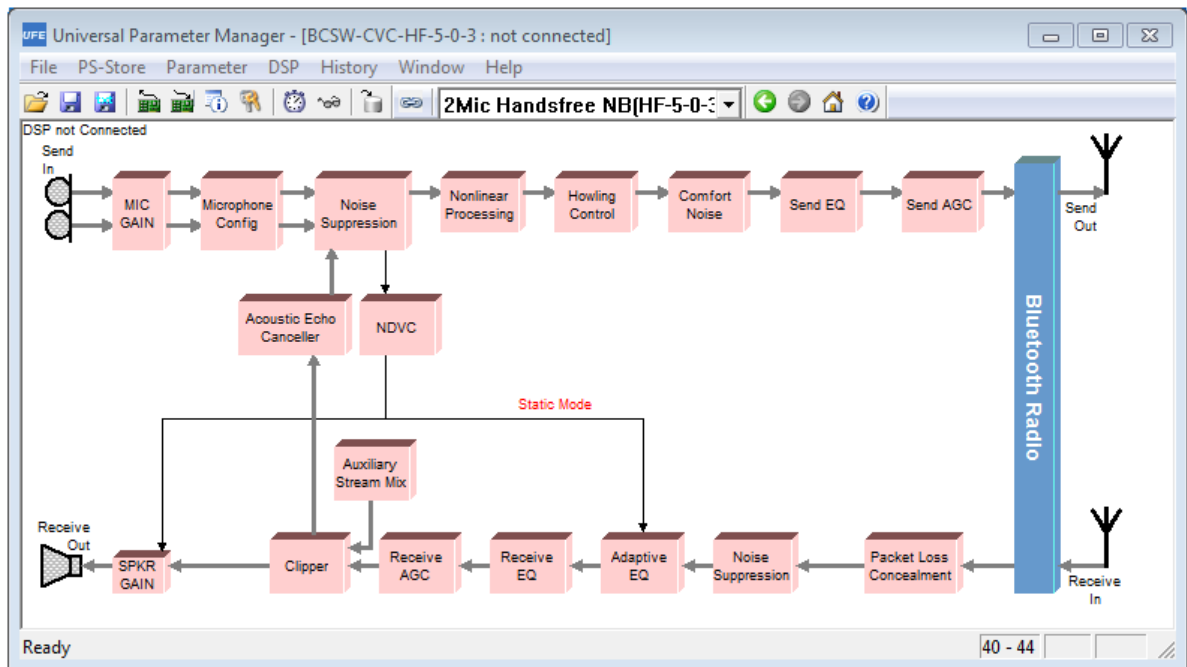 UFE Universal Parameter Manager - [BCSW-CVC-HF-5-0-3 : not connected]
File PS-Store Parameter DSP History Window Help
2Mic Handsfree NB(HF-5-0-3
DSP not Connected
Send
In
MIC
GAIN
Microphone
Config
Noise
Suppression
Nonlinear
Processing
Howling
Control
Comfort
Noise
Send EQ
Send AGC
Send
Out
Acoustic Echo
Canceller
NDVC
Bluetooth Radio
Static Mode
Auxiliary
Stream Mix
Receive
Out
SPKR
GAIN
Clipper
Receive
AGC
Receive
EQ
Adaptive
EQ
Noise
Suppression
Packet Loss
Concealment
Receive
In
Ready
40 - 44